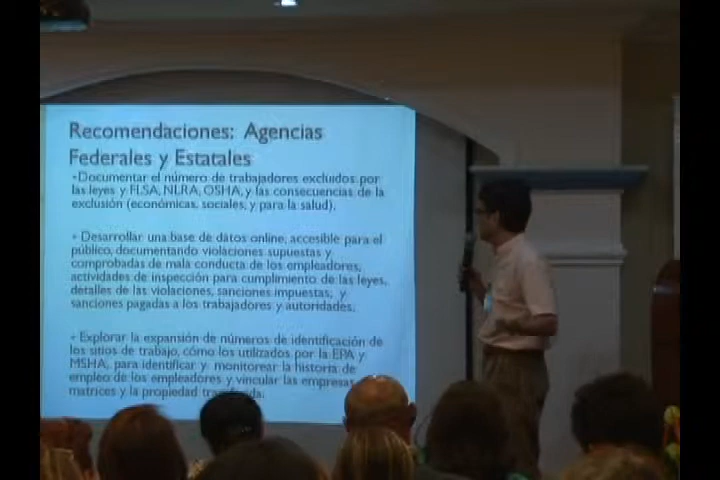 Recomendaciones: Agencias
Federales y Estatales
•Documentar el número de trabajadores excluidos por
las leyes y FLSA, NLRA, OSHA, y las consecuencias de la
exclusión (económicas, sociales, y para la salud).
• Desarrollar una base de datos online, accesible para el
público, documentando violaciones supuestas y
comprobadas de mala conducta de los empleadores,
actividades de inspección para cumplimiento de las leyes,
detalles de las violaciones, sanciones impuestas, y
sanciones pagadas a los trabajadores y autoridades.
• Explorar la expansión de números de identificación de
los sitios de trabajo, cómo los utilizados por la EPA y
MSHA, para identificar y monitorear la historia de
empleo de los empleadores y vincular las empresas
matrices y la propiedad